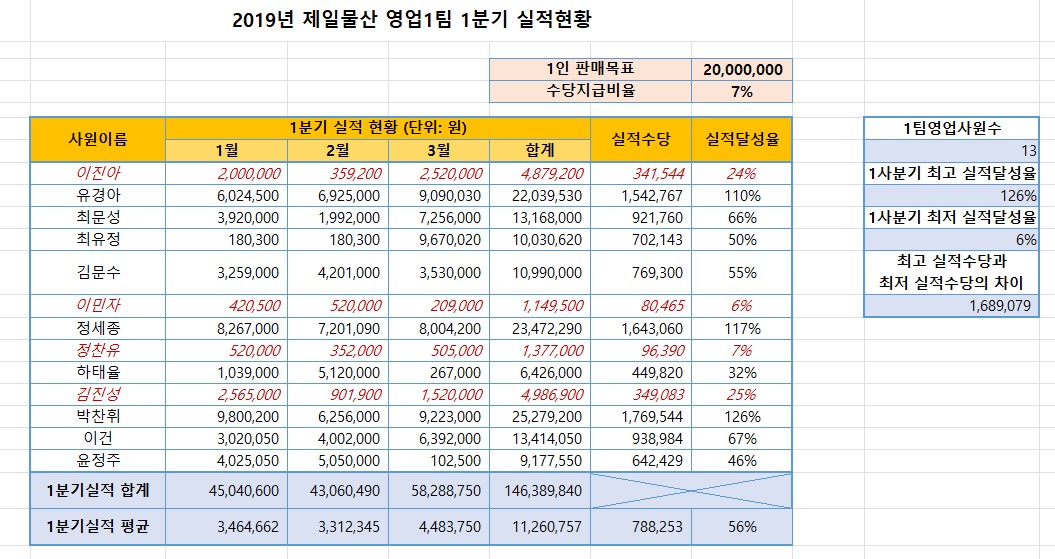 2019년 제일물산 영업1팀 1분기 실적현황
1인 판매목표 20,000,000
수당지급비율 7%
사원이름 1분기 실적 현황 (단위: 원) 실적수당 실적달성율
1월 2월 3월 합계
이진아 2,000,000 359,200 2,520,000 4,879,200 341,544 24%
유경아 6,024,500 6,925,000 9,090,030 22,039,530 1,542,767 110%
최문성 3,920,000 1,992,000 7,256,000 13,168,000 921,760 66%
최유정 180,300 180,300 9,670,020 10,030,620 702,143 50%
김문수 3,259,000 4,201,000 3,530,000 10,990,000 769,300 55%
이민자 420,500 520,000 209,000 1,149,500 80,465 6%
정세종 8,267,000 7,201,090 8,004,200 23,472,290 1,643,060 117%
정찬유 520,000 352,000 505,000 1,377,000 96,390 7%
하태율 1,039,000 5,120,000 267,000 6,426,000 449,820 32%
김진성 2,565,000 901,900 1,520,000 4,986,900 349,083 25%
박찬휘 9,800,200 6,256,000 9,223,000 25,279,200 1,769,544 126%
이건 3,020,050 4,002,000 6,392,000 13,414,050 938,984 67%
윤정주 4,025,050 5,050,000 102,500 9,177,550 642,429 46%
1분기실적 합계 45,040,600 43,060,490 58,288,750 146,389,840
1분기실적 평균 3,464,662 3,312,345 4,483,750 11,260,757 788,253 56%
1팀영업사원수
13
1사분기 최고 실적달성율
126%
1사분기 최저 실적달성율
6%
최고 실적수당과
최저 실적수당의 차이
1,689,079